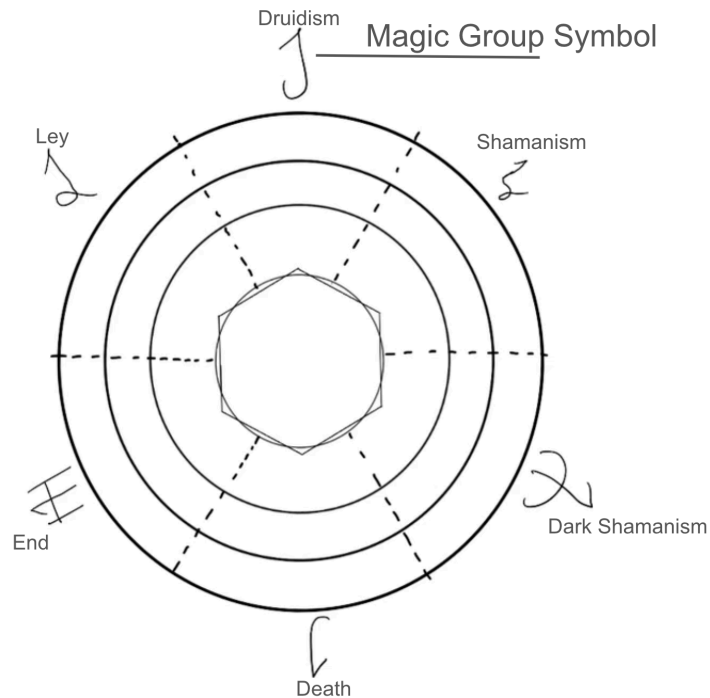 Druidism
Magic Group Symbol
Ley
Shamanism
End
Dark Shamanism
Death